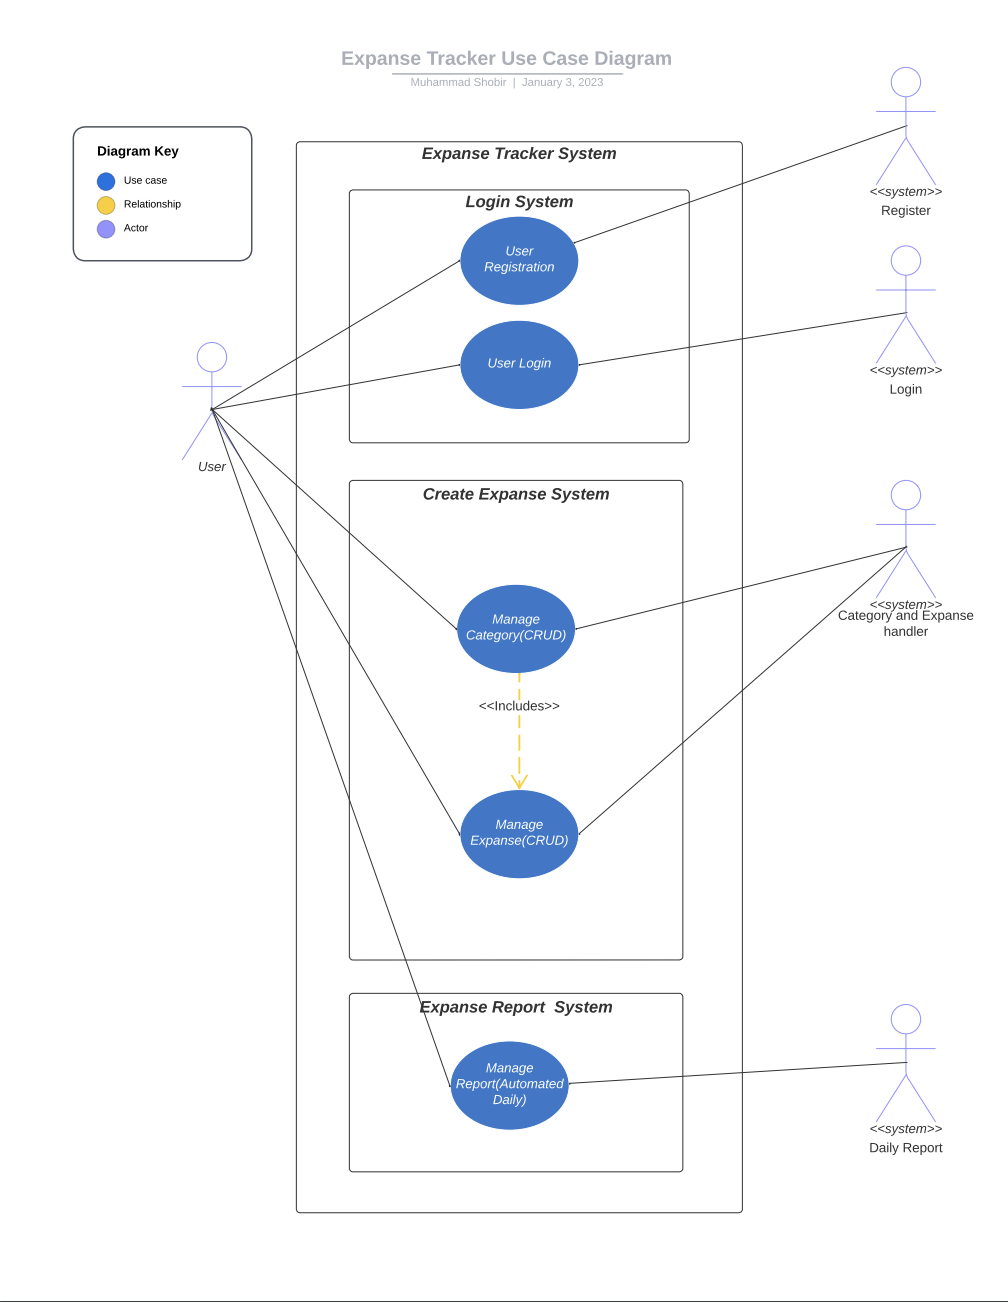 Expanse Tracker Use Case Diagram
Muhammad Shobir | January 3, 2023
Diagram Key
Use case
Relationship
Actor
Expanse Tracker System
Login System
User
Registration
User Login
<<system>>
Register
<<system>>
Login
User
Create Expanse System
Manage
Category(CRUD)
<<Includes>>
Manage
Expanse(CRUD)
<<system>>
Category and Expanse
handler
Expanse Report  System
Manage
Report(Automated
Daily)
<<system>>
Daily Report